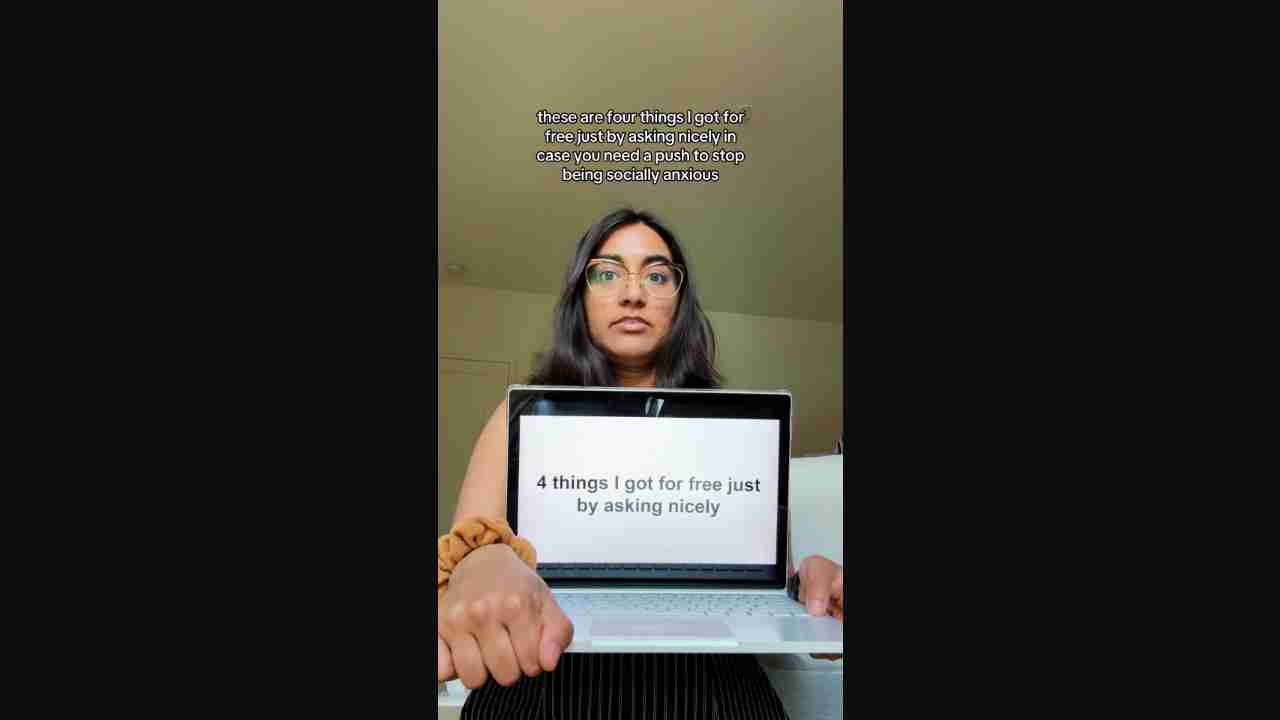 these are four things I got for
free just by asking nicely in
case you need a push to stop
being socially anxious
4 things I got for free just
by asking nicely